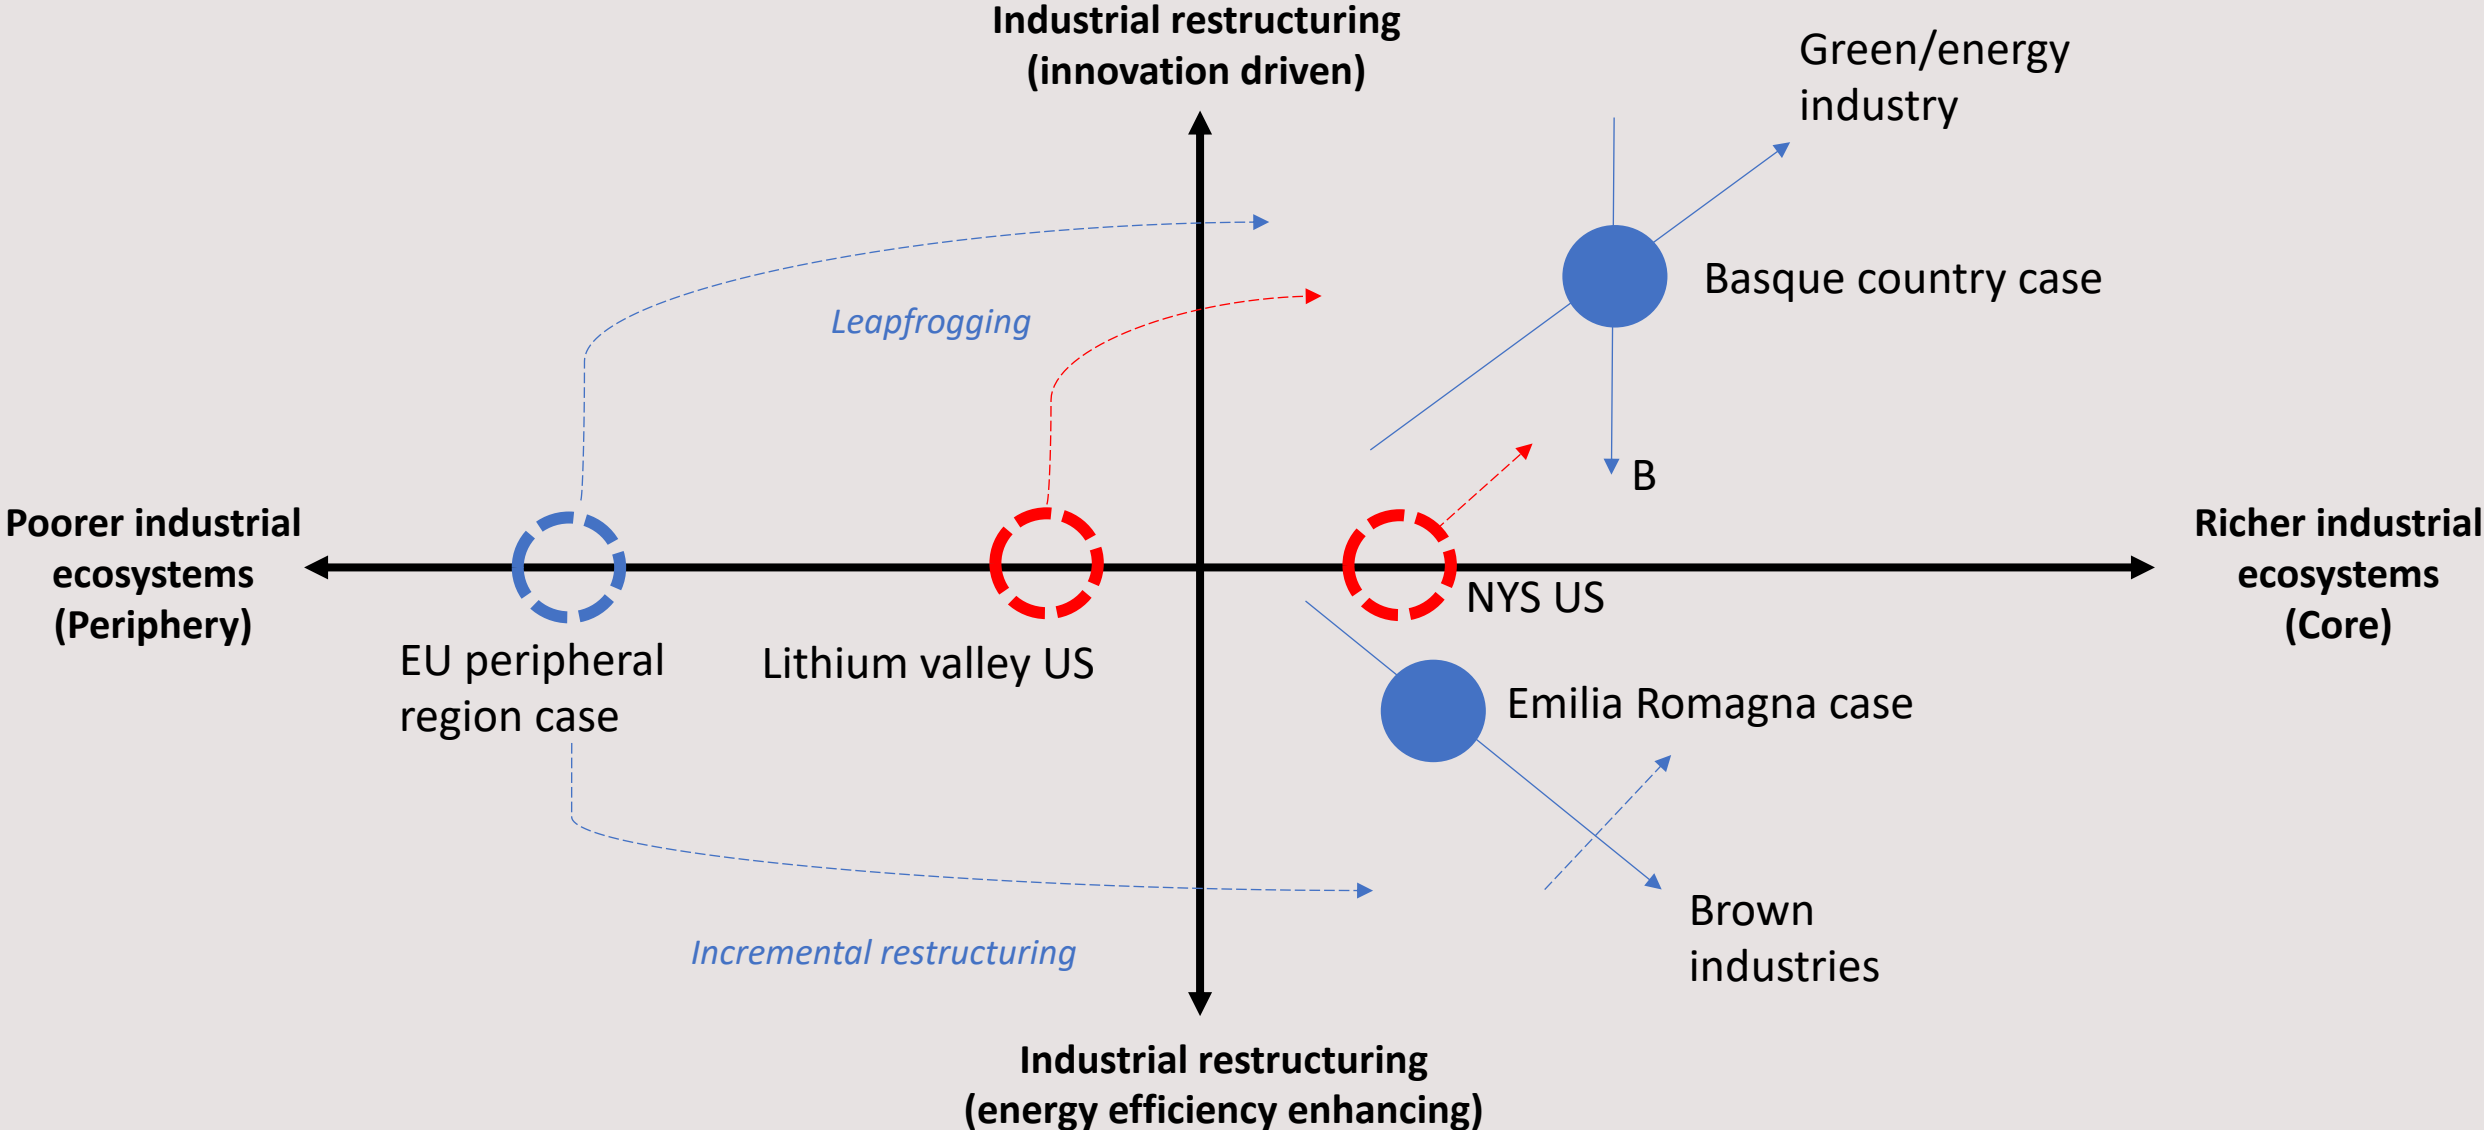 Industrial restructuring
(innovation driven)
Green/energy
industry
Basque country case
Leapfrogging
B
Poorer industrial
ecosystems
(Periphery)
Richer industrial
ecosystems
(Core)
NYS US
EU peripheral
region case
Lithium valley US
Emilia Romagna case
Brown
industries
Incremental restructuring
Industrial restructuring
(energy efficiency enhancing)